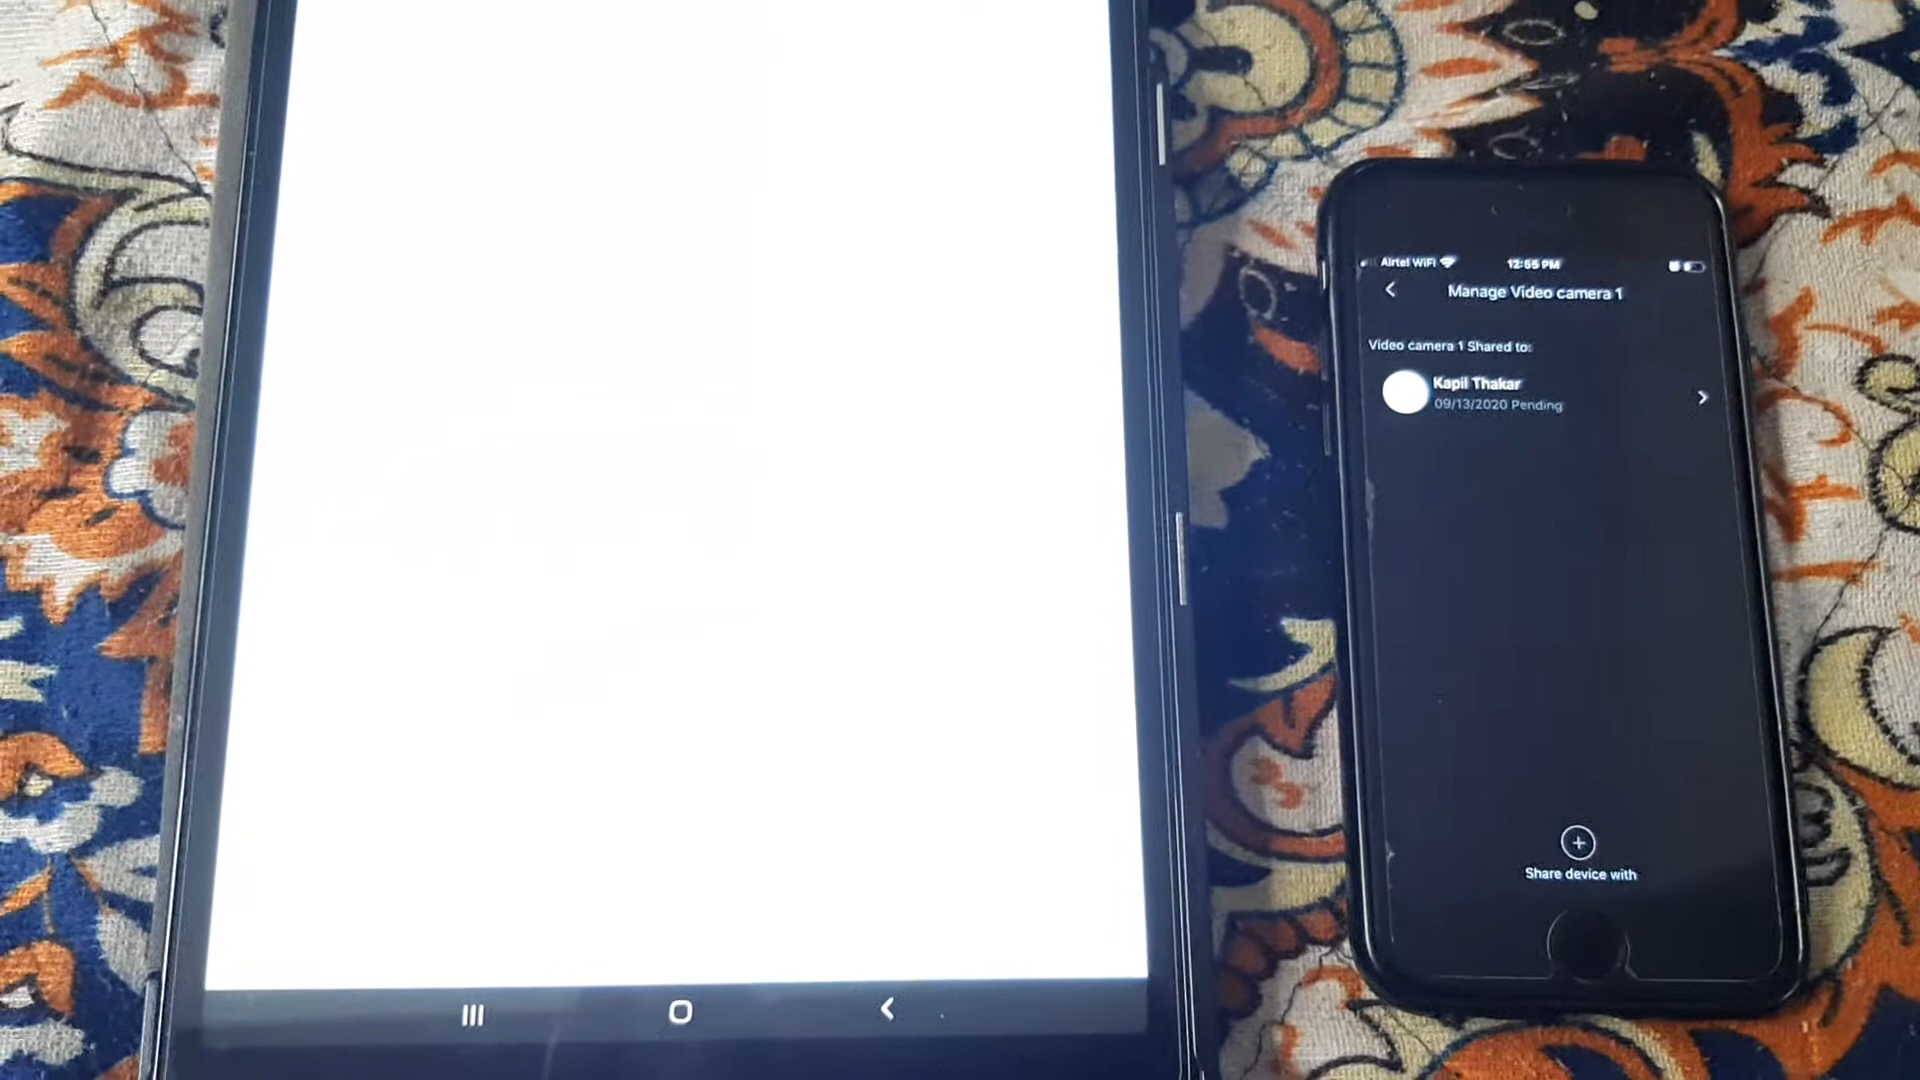 Airtel WiFi 12:55 PM
Manage Video camera 1
Video camera 1 Shared to:
Kapil Thakar
09/13/2020 Pending
Share device with